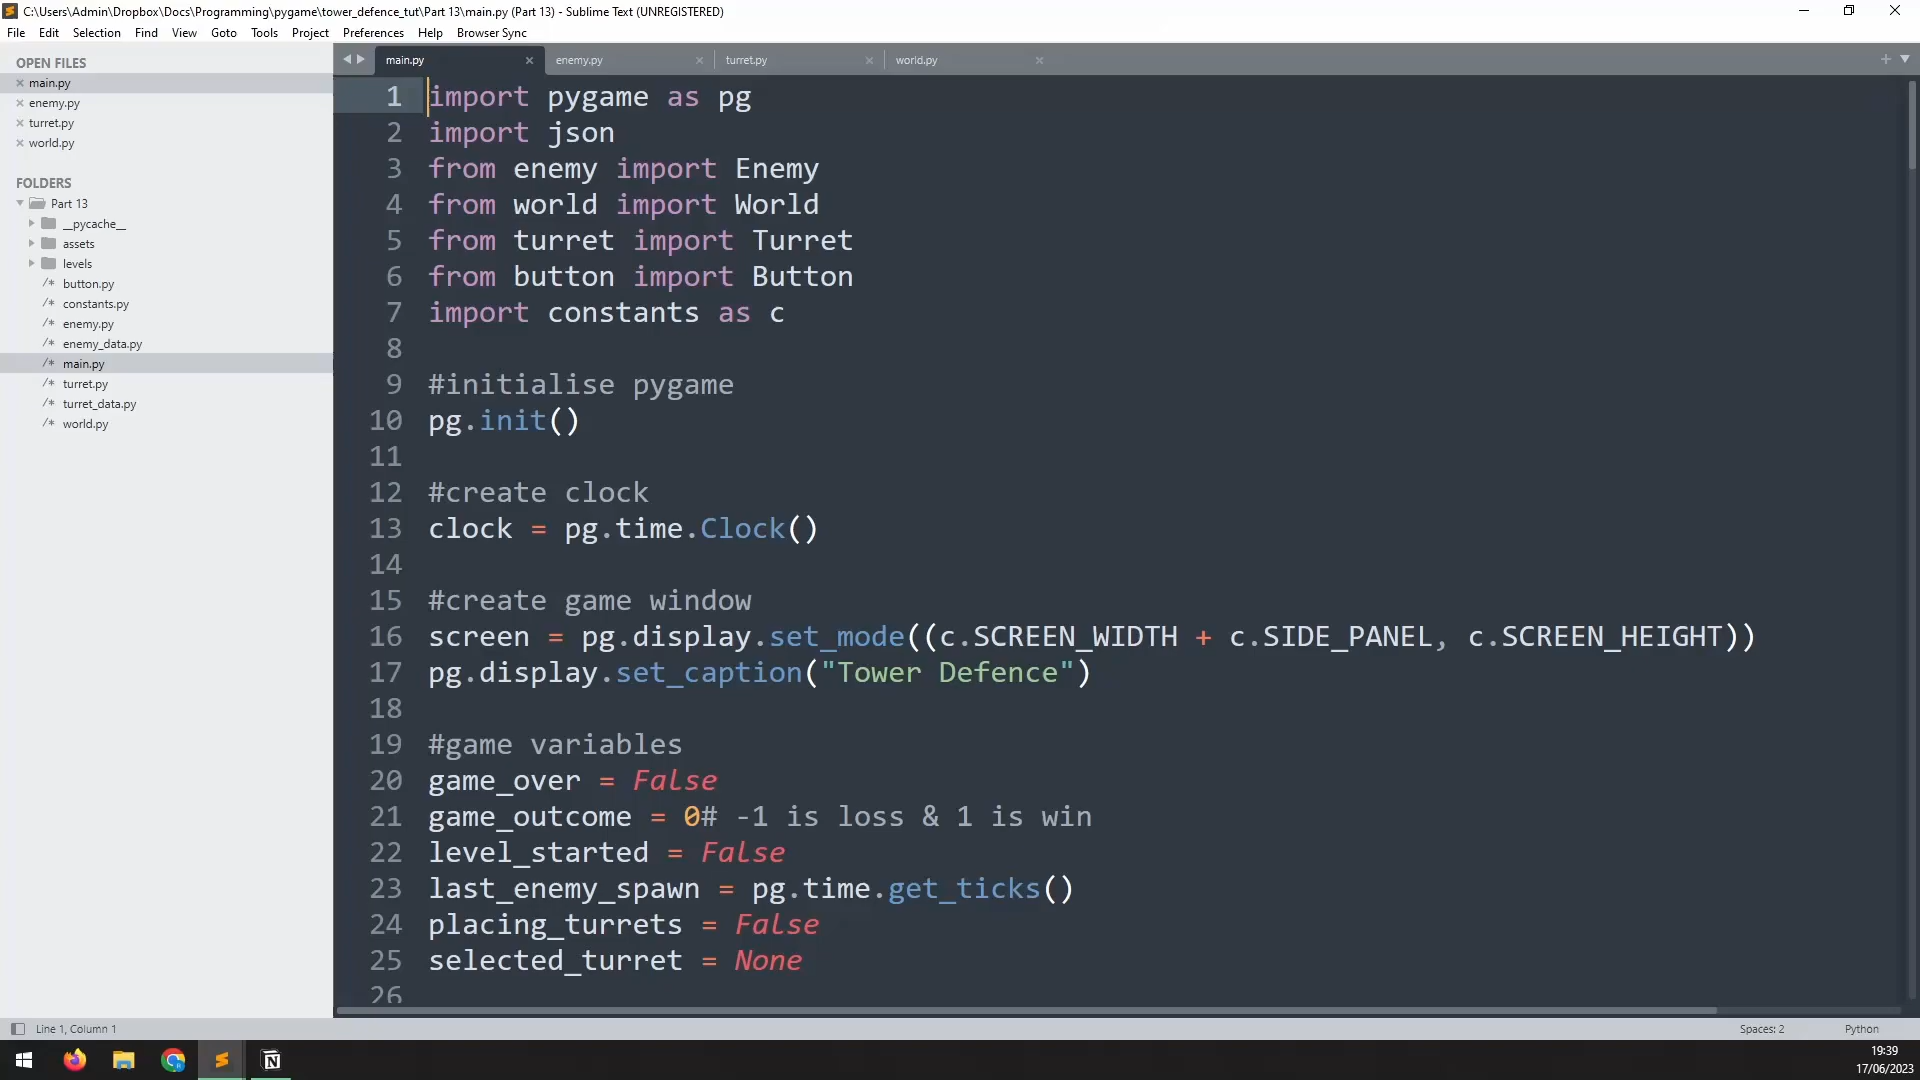 C:\Users\Admin\Dropbox\Docs\Programming\pygame\tower_defence_tut\Part 13\main.py (Part 13) - Sublime Text (UNREGISTERED)
File Edit Selection Find View Goto Tools Project Preferences Help Browser Sync
OPEN FILES
main.py
enemy.py
turret.py
world.py
FOLDERS
Part 13
__pycache__
assets
levels
/* button.py
/* constants.py
/* enemy.py
/* enemy_data.py
/* main.py
/* turret.py
/* turret_data.py
/* world.py
main.py enemy.py turret.py world.py
1 import pygame as pg
2 import json
3 from enemy import Enemy
4 from world import World
5 from turret import Turret
6 from button import Button
7 import constants as c
8
9 #initialise pygame
10 pg.init()
11
12 #create clock
13 clock = pg.time.Clock()
14
15 #create game window
16 screen = pg.display.set_mode((c.SCREEN_WIDTH + c.SIDE_PANEL, c.SCREEN_HEIGHT))
17 pg.display.set_caption("Tower Defence")
18
19 #game variables
20 game_over = False
21 game_outcome = 0# -1 is loss & 1 is win
22 level_started = False
23 last_enemy_spawn = pg.time.get_ticks()
24 placing_turrets = False
25 selected_turret = None
26
Line 1, Column 1
Spaces: 2
Python
19:39
17/06/2023